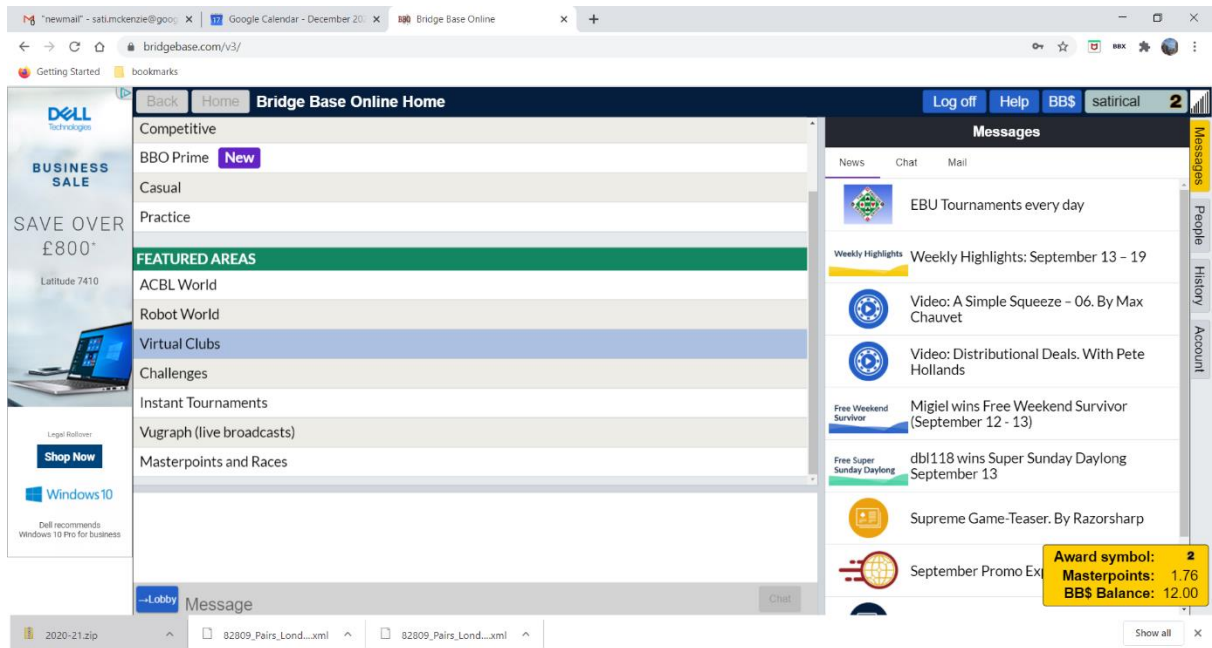 "newmail" - sati.mckenzie@goog
Google Calendar - December 20
Bridge Base Online
bridgebase.com/v3/
BBX
Getting Started
bookmarks
DELL
Technologies
BUSINESS
SALE
SAVE OVER
£800*
Latitude 7410
Legal Rollover
Shop Now
Windows 10
Dell recommends
Windows 10 Pro for business
Back Home Bridge Base Online Home
Log off Help BB$ satirical 2
Competitive
BBO Prime New
Casual
Practice
FEATURED AREAS
ACBL World
Robot World
Virtual Clubs
Challenges
Instant Tournaments
Vugraph (live broadcasts)
Masterpoints and Races
→Lobby Message Chat
Messages
News Chat Mail
EBU Tournaments every day
Weekly Highlights Weekly Highlights: September 13 – 19
Video: A Simple Squeeze – 06. By Max
Chauvet
Video: Distributional Deals. With Pete
Hollands
Free Weekend
Survivor
Migiel wins Free Weekend Survivor
(September 12 - 13)
Free Super
Sunday Daylong
dbl118 wins Super Sunday Daylong
September 13
Supreme Game-Teaser. By Razorsharp
September Promo Exp
Award symbol: 2
Masterpoints: 1.76
BB$ Balance: 12.00
Messages
People
History
Account
2020-21.zip
82809_Pairs_Lond....xml
82809_Pairs_Lond....xml
Show all